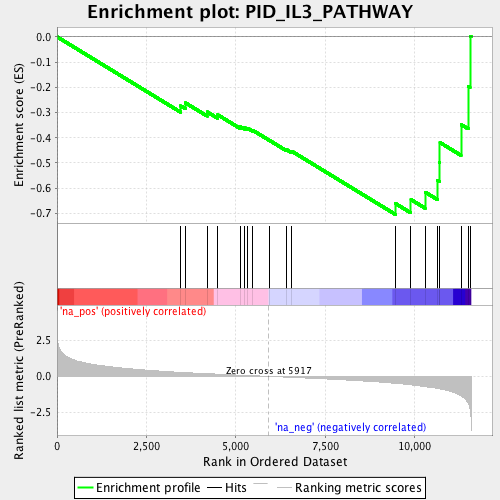 Enrichment plot: PID_IL3_PATHWAY
Enrichment score (ES)
0.0
-0.1
-0.2
-0.3
-0.4
-0.5
-0.6
-0.7
'na_pos' (positively correlated)
Ranked list metric (PreRanked)
2.5
0.0
-2.5
Zero cross at 5917
'na_neg' (negatively correlated)
0
2,500
5,000
7,500
10,000
Rank in Ordered Dataset
Enrichment profile
Hits
Ranking metric scores